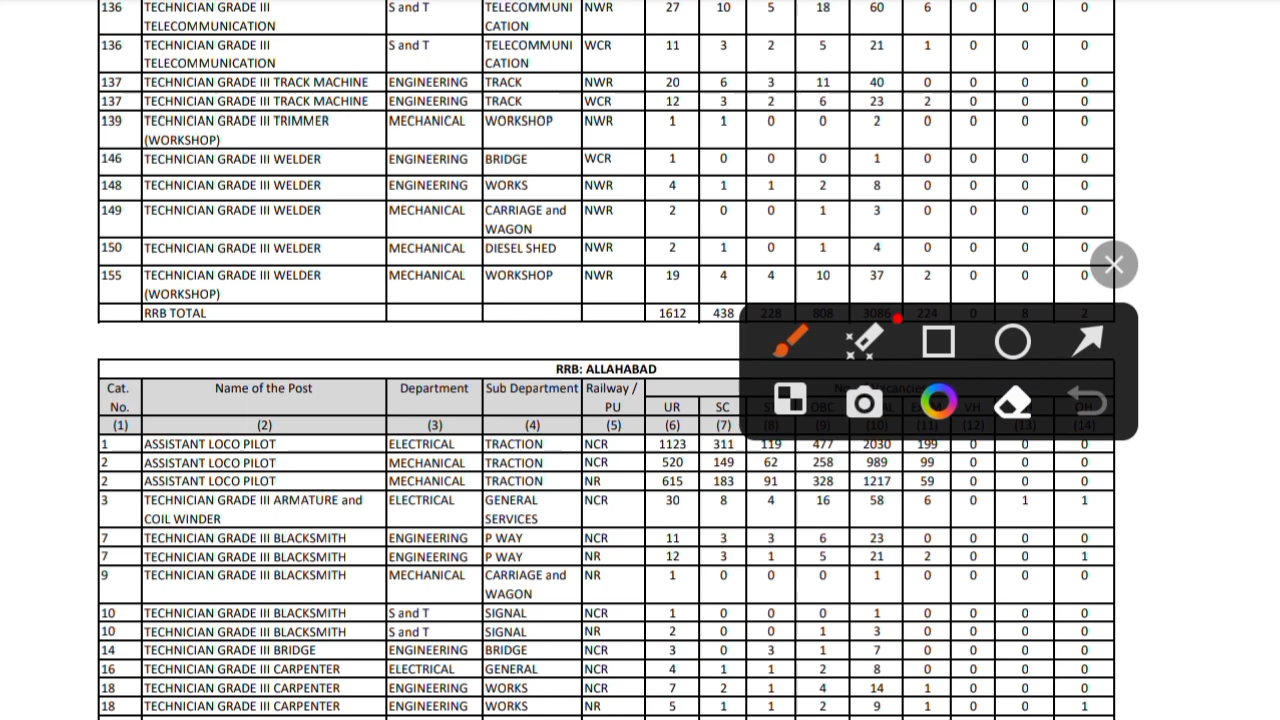 136 TECHNICIAN GRADE III S and T TELECOMMUNI NWR 27 10 5 18 60 6 0 0 0
TELECOMMUNICATION CATION
136 TECHNICIAN GRADE III S and T TELECOMMUNI WCR 11 3 2 5 21 1 0 0 0
TELECOMMUNICATION CATION
137 TECHNICIAN GRADE III TRACK MACHINE ENGINEERING TRACK NWR 20 6 3 11 40 0 0 0 0
137 TECHNICIAN GRADE III TRACK MACHINE ENGINEERING TRACK WCR 12 3 2 6 23 2 0 0 0
139 TECHNICIAN GRADE III TRIMMER MECHANICAL WORKSHOP NWR 1 1 0 0 2 0 0 0 0
(WORKSHOP)
146 TECHNICIAN GRADE III WELDER ENGINEERING BRIDGE WCR 1 0 0 0 1 0 0 0 0
148 TECHNICIAN GRADE III WELDER ENGINEERING WORKS NWR 4 1 1 2 8 0 0 0 0
149 TECHNICIAN GRADE III WELDER MECHANICAL CARRIAGE and NWR 2 0 0 1 3 0 0 0 0
WAGON
150 TECHNICIAN GRADE III WELDER MECHANICAL DIESEL SHED NWR 2 1 0 1 4 0 0 0 0
155 TECHNICIAN GRADE III WELDER MECHANICAL WORKSHOP NWR 19 4 4 10 37 2 0 0 0
(WORKSHOP)
RRB TOTAL 1612 438 228 808 3086 224 0 8 2
RRB: ALLAHABAD
Cat. Name of the Post Department Sub Department Railway /
No. PU UR SC OBC VH
(1) (2) (3) (4) (5) (6) (7) (8) (9) (10) (11) (12) (13) (14)
1 ASSISTANT LOCO PILOT ELECTRICAL TRACTION NCR 1123 311 119 477 2030 199 0 0 0
2 ASSISTANT LOCO PILOT MECHANICAL TRACTION NCR 520 149 62 258 989 99 0 0 0
2 ASSISTANT LOCO PILOT MECHANICAL TRACTION NR 615 183 91 328 1217 59 0 0 0
3 TECHNICIAN GRADE III ARMATURE and ELECTRICAL GENERAL NCR 30 8 4 16 58 6 0 1 1
COIL WINDER SERVICES
7 TECHNICIAN GRADE III BLACKSMITH ENGINEERING P WAY NCR 11 3 3 6 23 0 0 0 0
7 TECHNICIAN GRADE III BLACKSMITH ENGINEERING P WAY NR 12 3 1 5 21 2 0 0 1
9 TECHNICIAN GRADE III BLACKSMITH MECHANICAL CARRIAGE and NR 1 0 0 0 1 0 0 0 0
WAGON
10 TECHNICIAN GRADE III BLACKSMITH S and T SIGNAL NCR 1 0 0 0 1 0 0 0 0
10 TECHNICIAN GRADE III BLACKSMITH S and T SIGNAL NR 2 0 0 1 3 0 0 0 0
14 TECHNICIAN GRADE III BRIDGE ENGINEERING BRIDGE NCR 3 0 3 1 7 0 0 0 0
16 TECHNICIAN GRADE III CARPENTER ELECTRICAL GENERAL NCR 4 1 1 2 8 0 0 0 0
18 TECHNICIAN GRADE III CARPENTER ENGINEERING WORKS NCR 7 2 1 4 14 1 0 0 0
18 TECHNICIAN GRADE III CARPENTER ENGINEERING WORKS NR 5 1 1 2 9 1 0 0 1